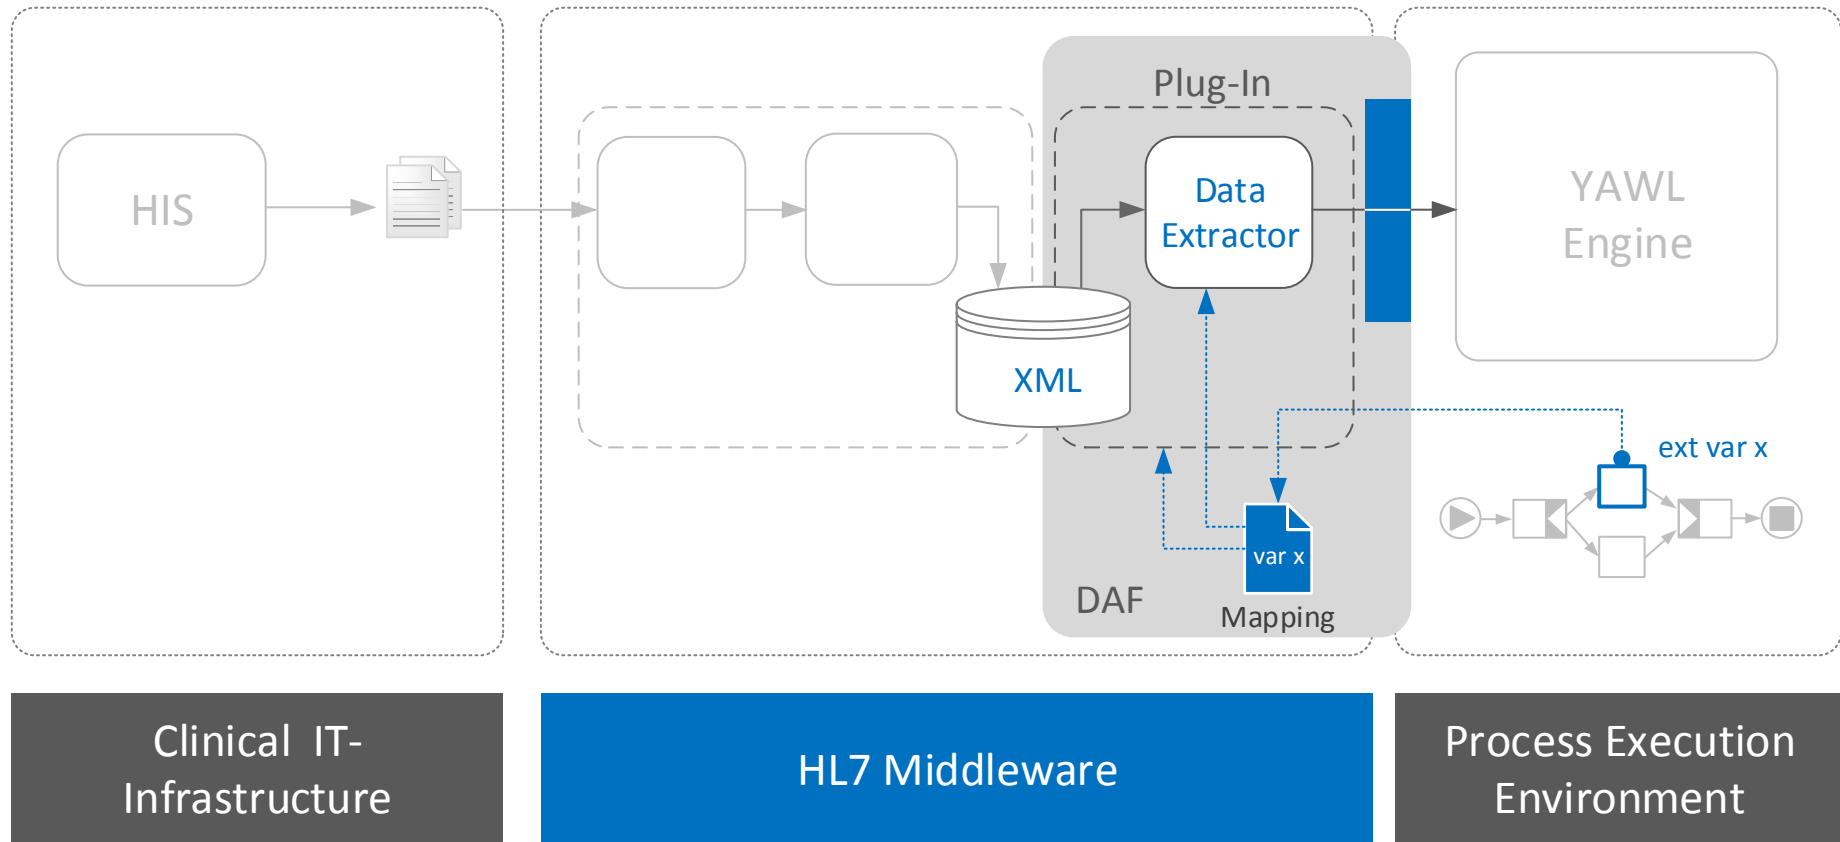 Plug-In
HIS
Data
Extractor
YAWL
Engine
XML
ext var x
var x
DAF
Mapping
Clinical IT-
Infrastructure
HL7 Middleware
Process Execution
Environment